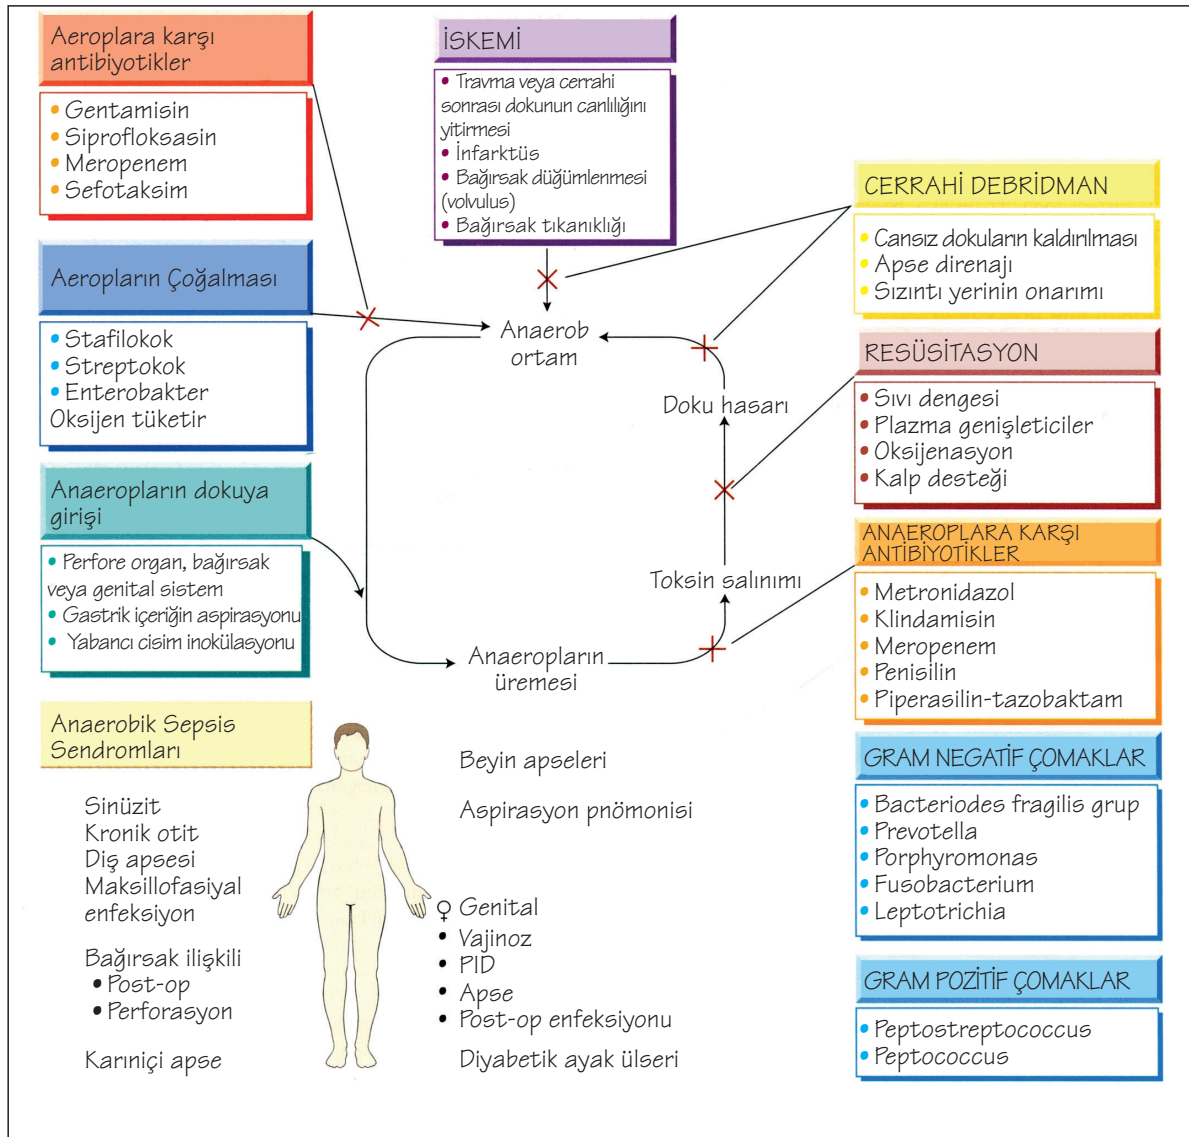 Aeroplara karşı
antibiyotikler
• Gentamisin
• Siprofloksasin
• Meropenem
• Sefotaksim
Aeropların Çoğalması
• Stafilokok
• Streptokok
• Enterobakter
Oksijen tüketir
Anaeropların dokuya
girişi
• Perfore organ, bağırsak
veya genital sistem
• Gastrik içeriğin aspirasyonu
• Yabancı cisim inokülasyonu
İSKEMİ
• Travma veya cerrahi
sonrası dokunun canlılığını
yitirmesi
• İnfarktüs
• Bağırsak düğümlenmesi
(volvulus)
• Bağırsak tıkanıklığı
Anaerob
ortam
Doku hasarı
Toksin salınımı
Anaeropların
üremesi
CERRAHİ DEBRİDMAN
• Cansız dokuların kaldırılması
• Apse direnajı
• Sızıntı yerinin onarımı
RESÜSİTASYON
• Sıvı dengesi
• Plazma genişleticiler
• Oksijenasyon
• Kalp desteği
ANAEROPLARA KARŞI
ANTİBİYOTİKLER
• Metronidazol
• Klindamisin
• Meropenem
• Penisilin
• Piperasilin-tazobaktam
GRAM NEGATİF ÇOMAKLAR
• Bacteriodes fragilis grup
• Prevotella
• Porphyromonas
• Fusobacterium
• Leptotrichia
GRAM POZİTİF ÇOMAKLAR
• Peptostreptococcus
• Peptococcus
Anaerobik Sepsis
Sendromları
Sinüzit
Kronik otit
Diş apsesi
Maksillofasiyal
enfeksiyon
Bağırsak ilişkili
• Post-op
• Perforasyon
Karıniçi apse
Beyin apseleri
Aspirasyon pnömonisi
♀ Genital
• Vajinoz
• PID
• Apse
• Post-op enfeksiyonu
Diyabetik ayak ülseri